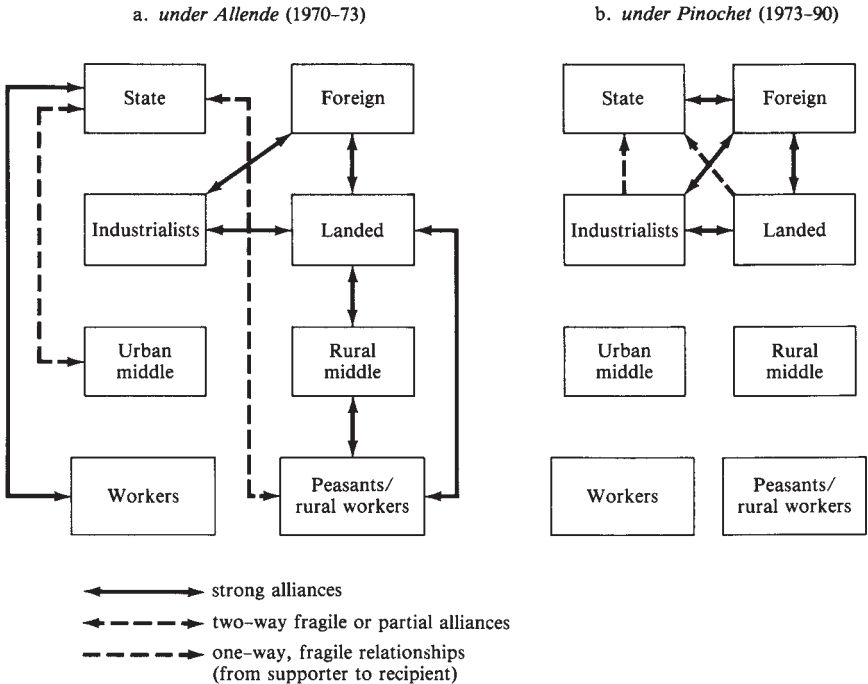 a. under Allende (1970–73)
State
Foreign
Industrialists
Landed
Urban
middle
Rural
middle
Workers
Peasants/
rural workers
b. under Pinochet (1973–90)
State
Foreign
Industrialists
Landed
Urban
middle
Rural
middle
Workers
Peasants/
rural workers
strong alliances
two–way fragile or partial alliances
one–way, fragile relationships
(from supporter to recipient)